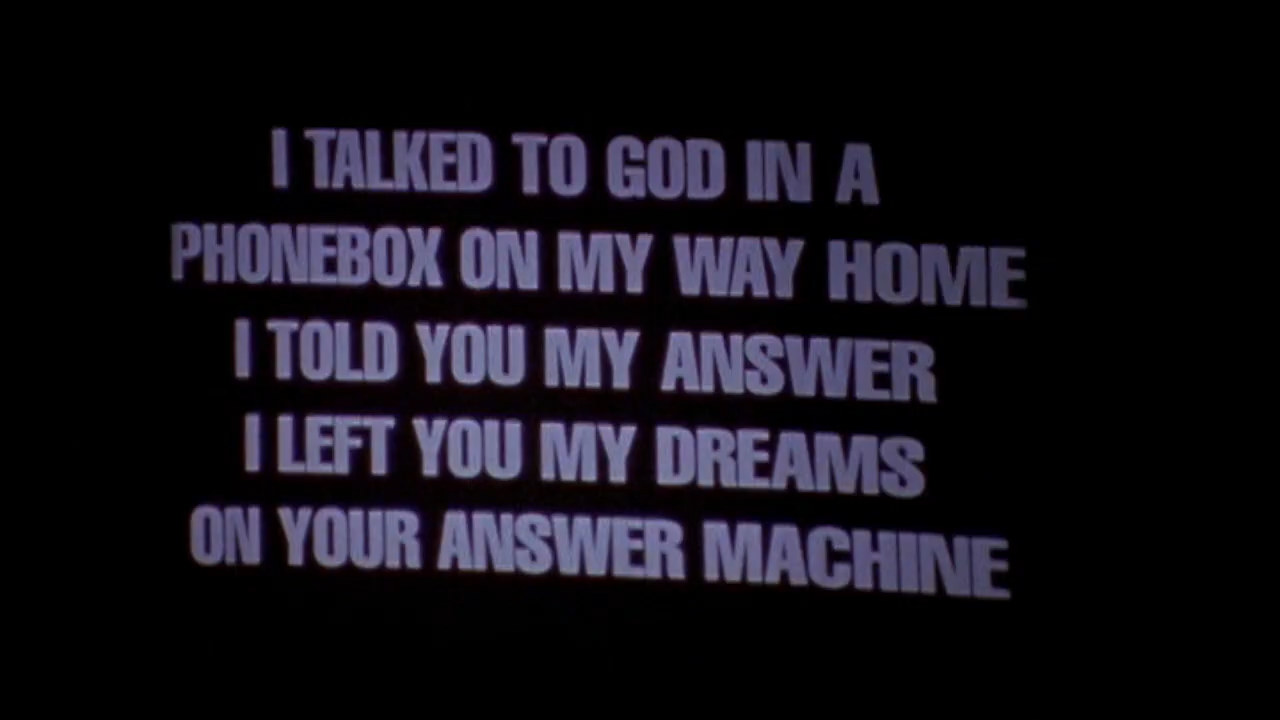 I TALKED TO GOD IN A
PHONEBOX ON MY WAY HOME
I TOLD YOU MY ANSWER
I LEFT YOU MY DREAMS
ON YOUR ANSWER MACHINE